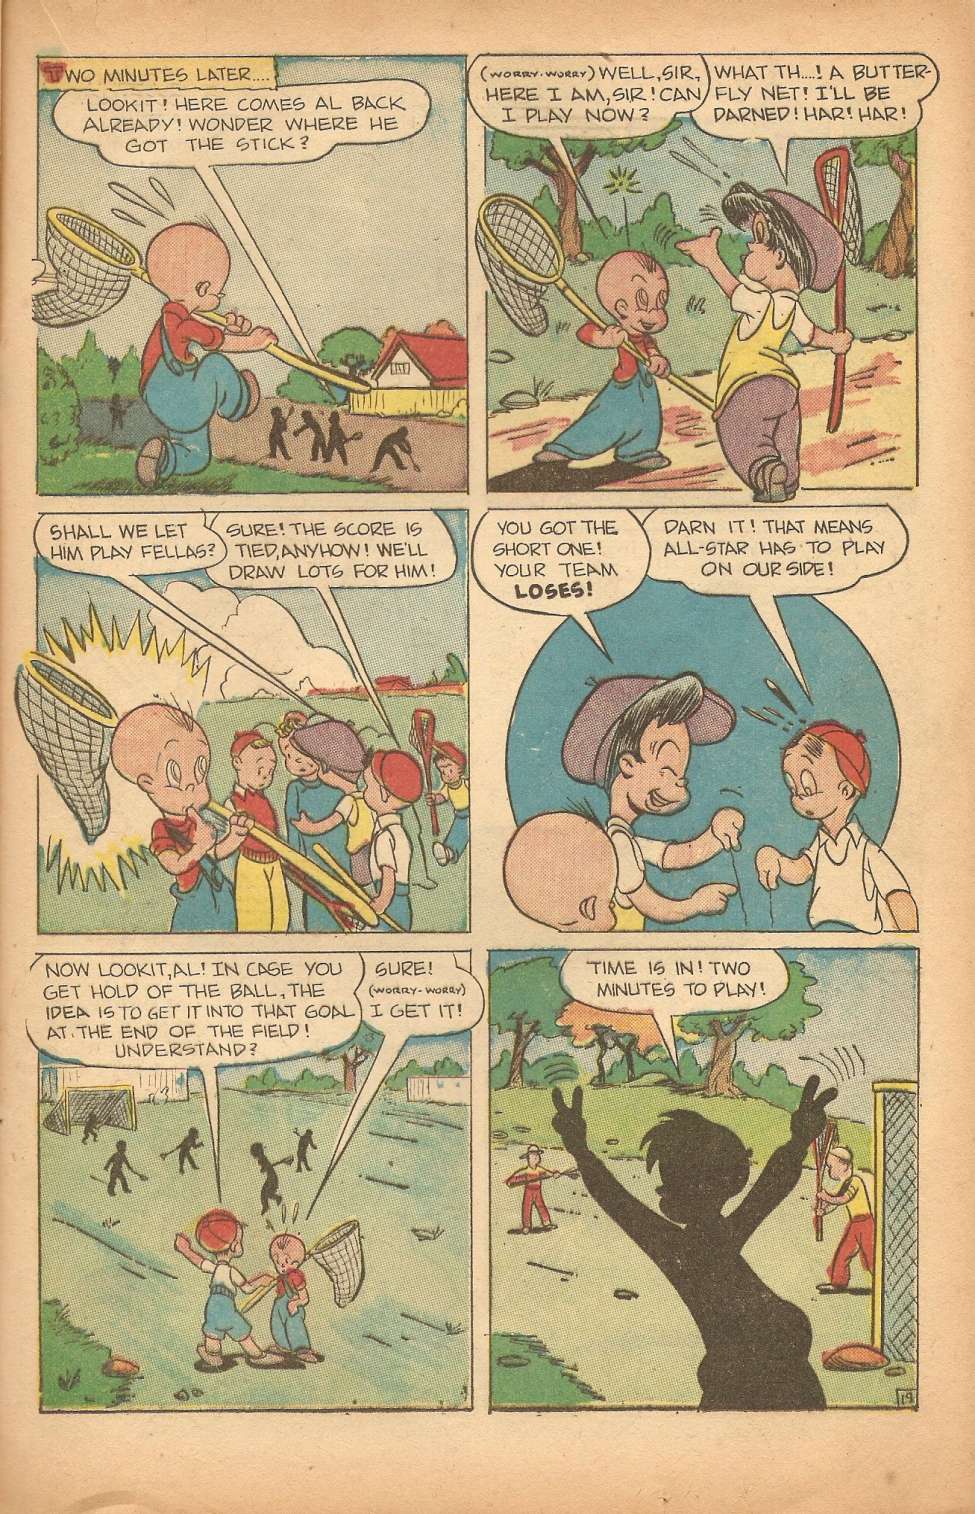 TWO MINUTES LATER....
LOOKIT! HERE COMES AL BACK
ALREADY! WONDER WHERE HE
GOT THE STICK?
(WORRY-WORRY) WELL, SIR,
HERE I AM, SIR! CAN
I PLAY NOW?
WHAT TH....! A BUTTER-
FLY NET! I'LL BE
DARNED! HAR! HAR!
SHALL WE LET
HIM PLAY FELLAS?
SURE! THE SCORE IS
TIED, ANYHOW! WE'LL
DRAW LOTS FOR HIM!
YOU GOT THE
SHORT ONE!
YOUR TEAM
LOSES!
DARN IT! THAT MEANS
ALL-STAR HAS TO PLAY
ON OUR SIDE!
NOW LOOKIT, AL! IN CASE YOU
GET HOLD OF THE BALL, THE
IDEA IS TO GET IT INTO THAT GOAL
AT THE END OF THE FIELD!
UNDERSTAND?
SURE!
(WORRY-WORRY)
I GET IT!
TIME IS IN! TWO
MINUTES TO PLAY!
19